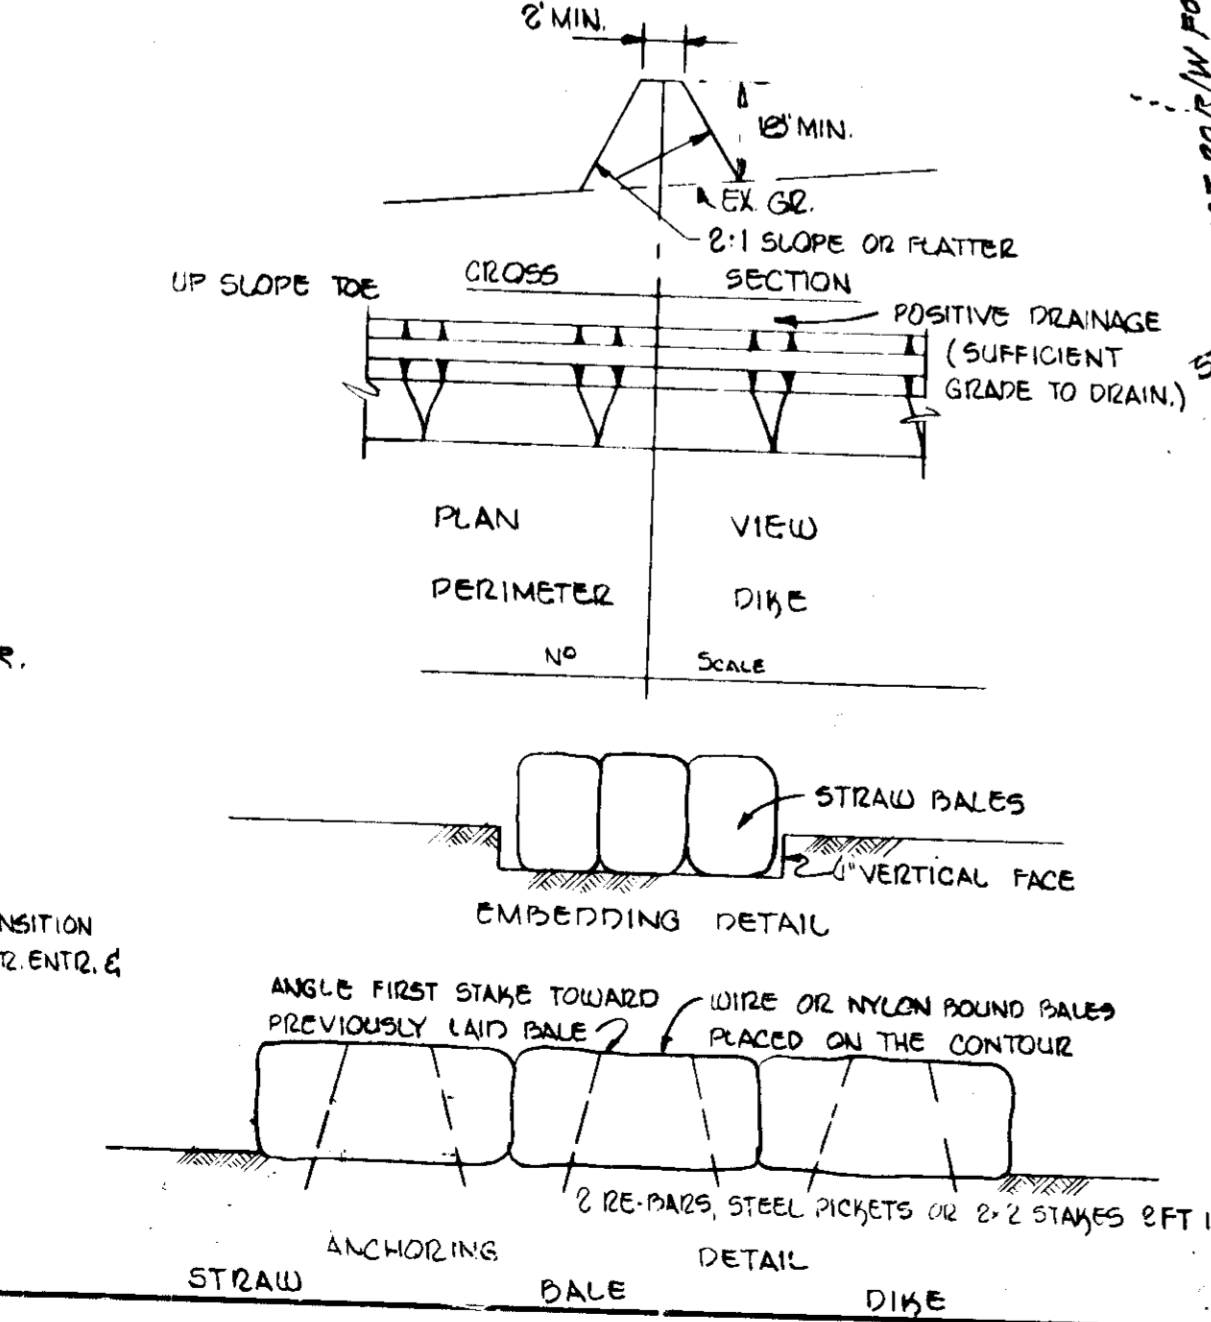 2' MIN.
18" MIN.
EX. GR.
2:1 SLOPE OR FLATTER
CROSS SECTION
UP SLOPE TOE
POSITIVE DRAINAGE
(SUFFICIENT
GRADE TO DRAIN.)
PLAN VIEW
PERIMETER DIKE
NO SCALE
R.
STRAW BALES
4" VERTICAL FACE
EMBEDDING DETAIL
NSITION
R. ENTR. &
ANGLE FIRST STAKE TOWARD
PREVIOUSLY LAID BALE
WIRE OR NYLON BOUND BALES
PLACED ON THE CONTOUR
2 RE-BARS, STEEL PICKETS OR 2x2 STAKES 2FT
ANCHORING DETAIL
STRAW BALE DIKE